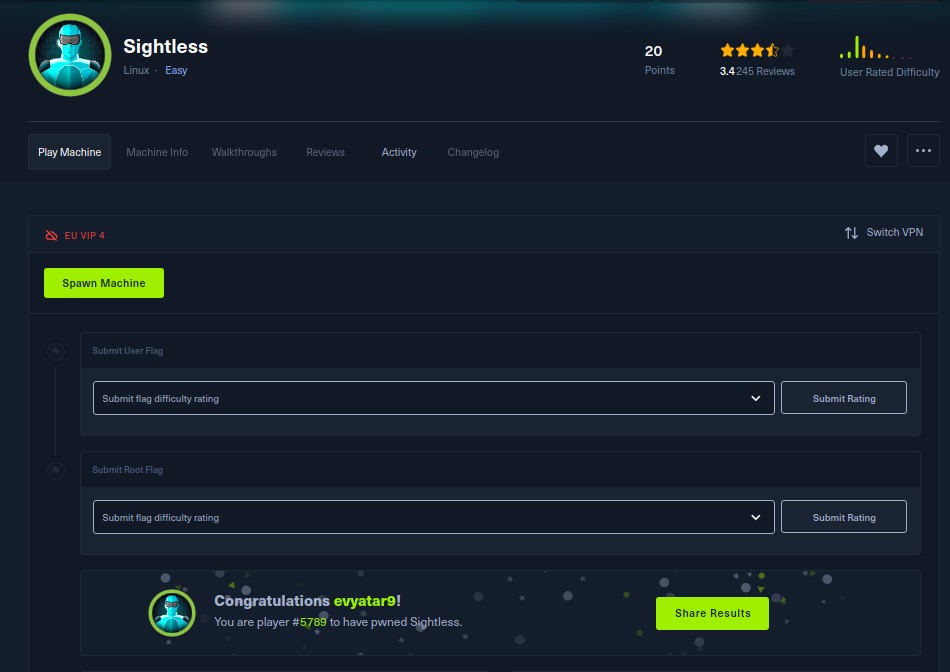 Sightless
Linux · Easy
20
Points
3.4 245 Reviews
User Rated Difficulty
Play Machine
Machine Info
Walkthroughs
Reviews
Activity
Changelog
EU VIP 4
Switch VPN
Spawn Machine
Submit User Flag
Submit flag difficulty rating
Submit Rating
Submit Root Flag
Submit flag difficulty rating
Submit Rating
Congratulations evyatar9!
You are player #5789 to have pwned Sightless.
Share Results